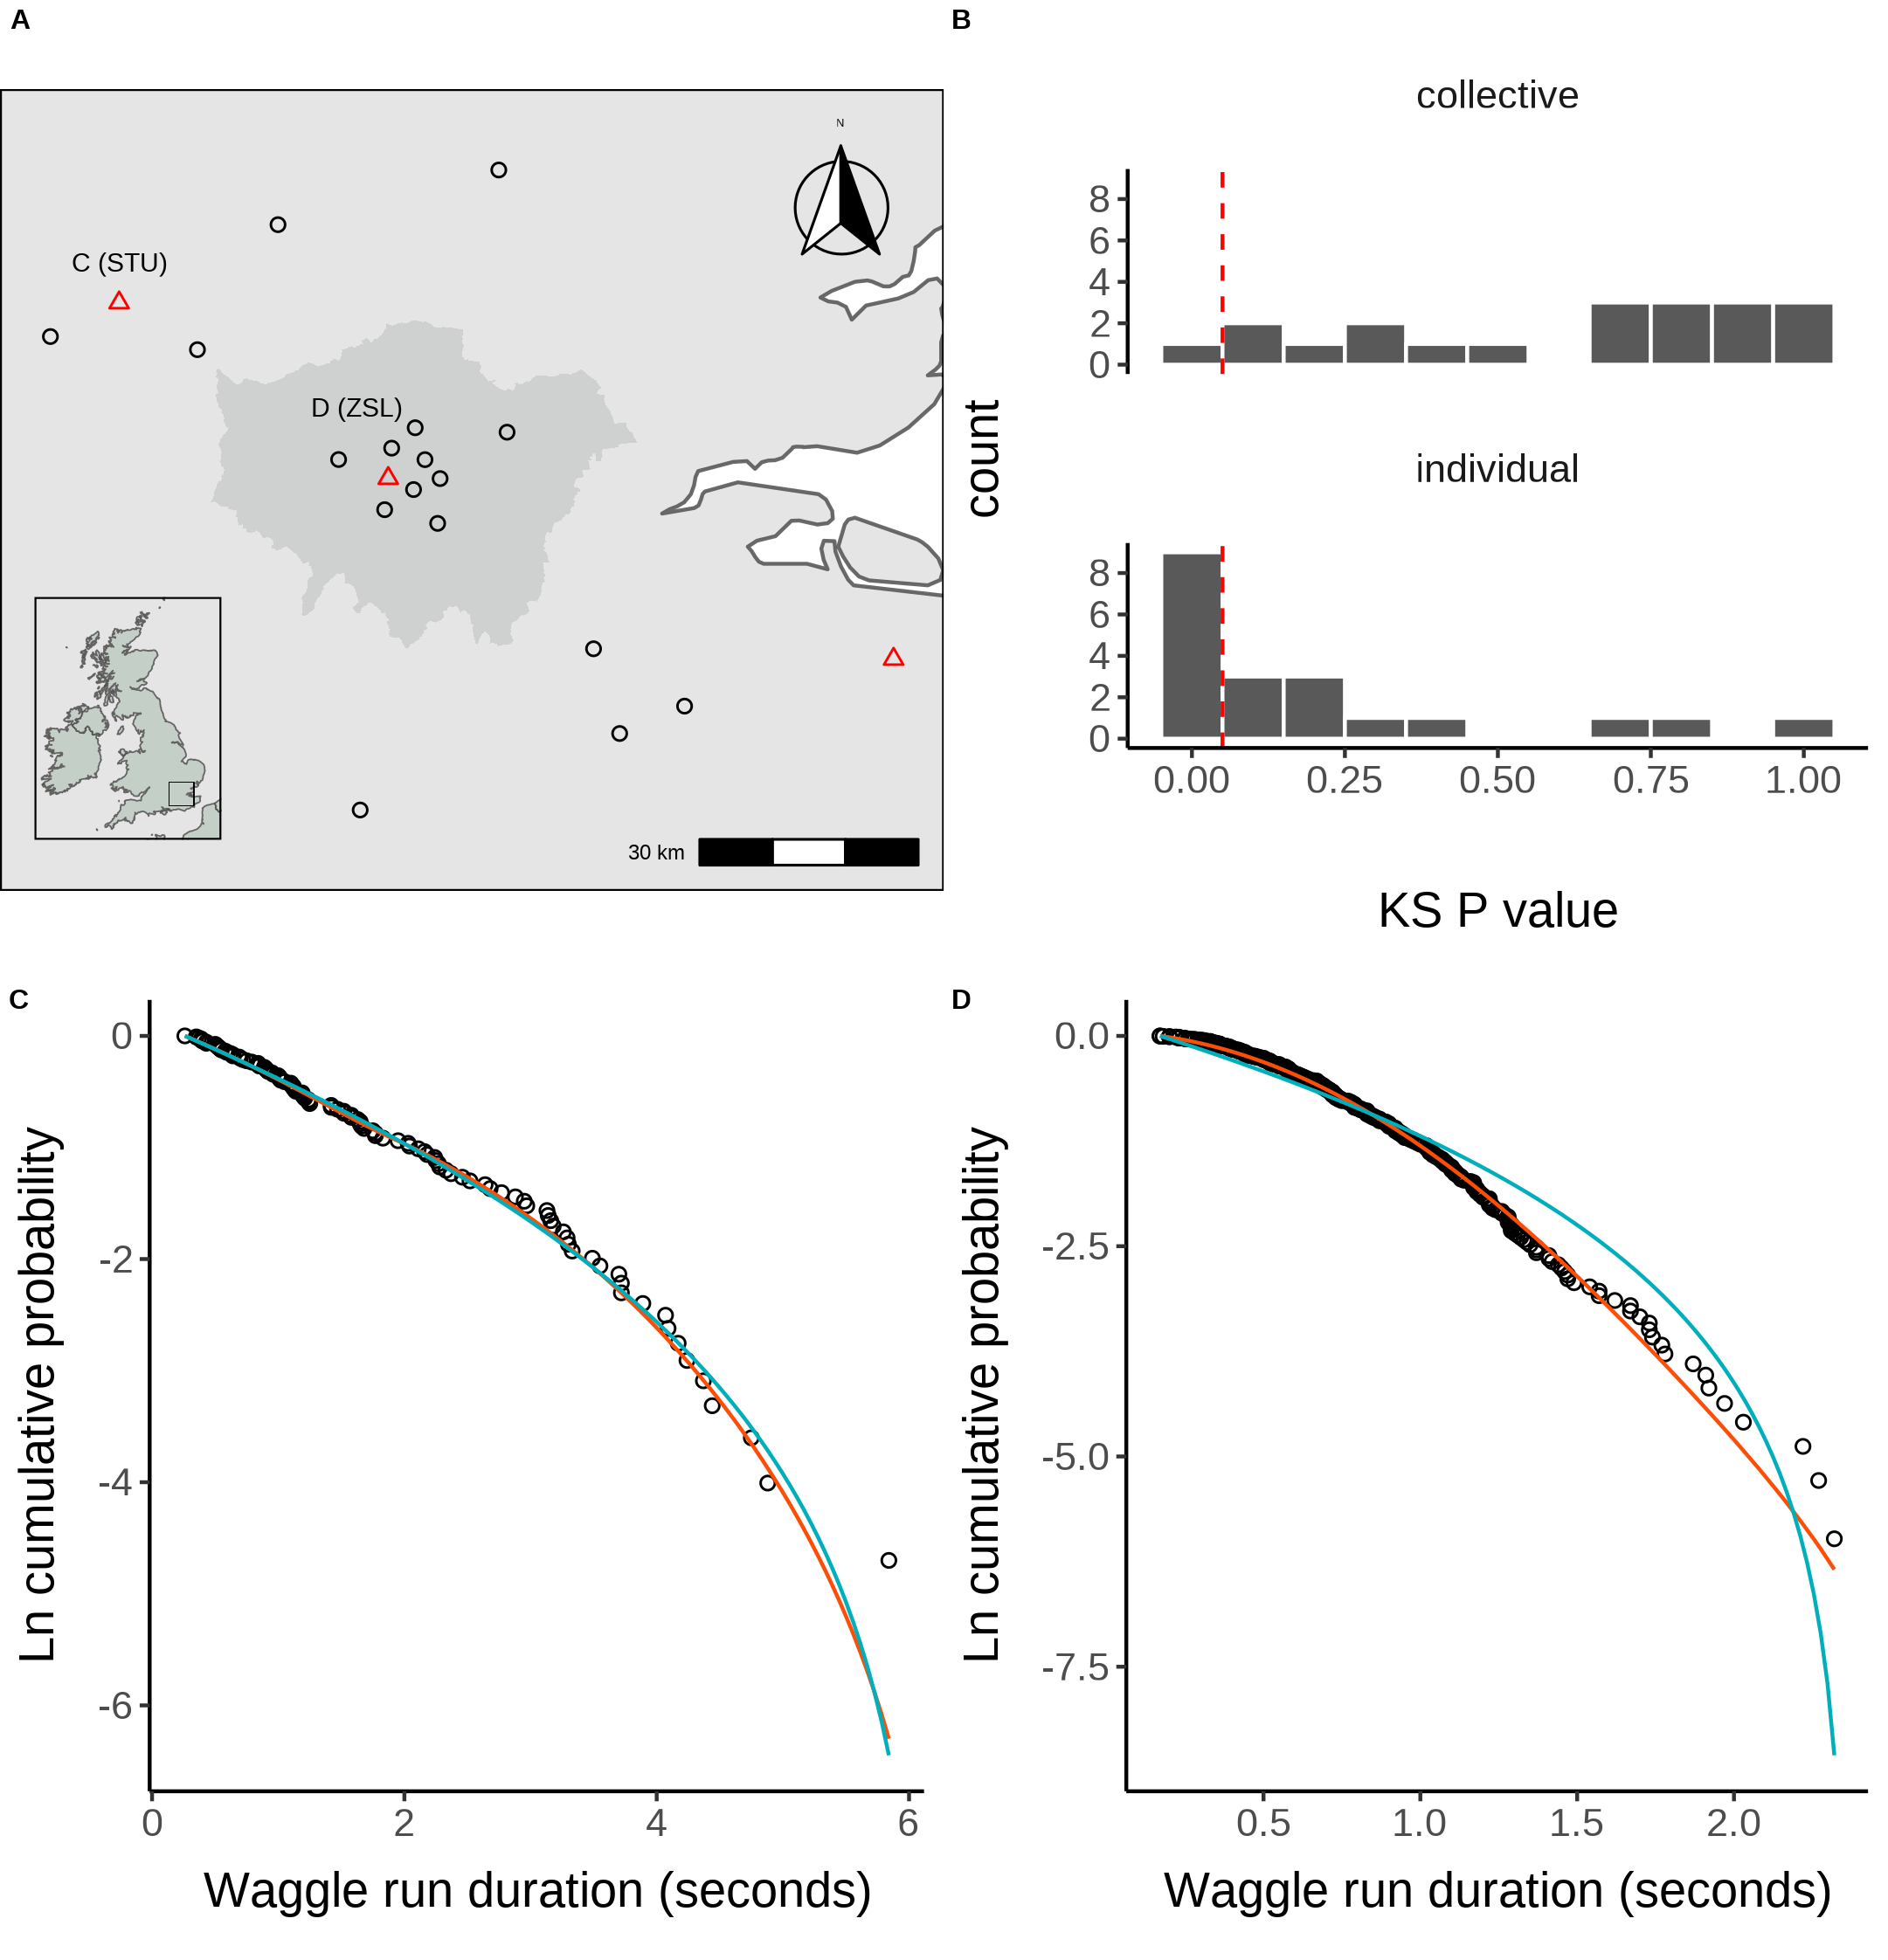 A
N
C (STU)
D (ZSL)
30 km
B
collective
8
6
4
2
0
individual
8
6
4
2
0
0.00 0.25 0.50 0.75 1.00
count
KS P value
C
0
-2
-4
-6
0 2 4 6
Ln cumulative probability
Waggle run duration (seconds)
D
0.0
-2.5
-5.0
-7.5
0.5 1.0 1.5 2.0
Ln cumulative probability
Waggle run duration (seconds)